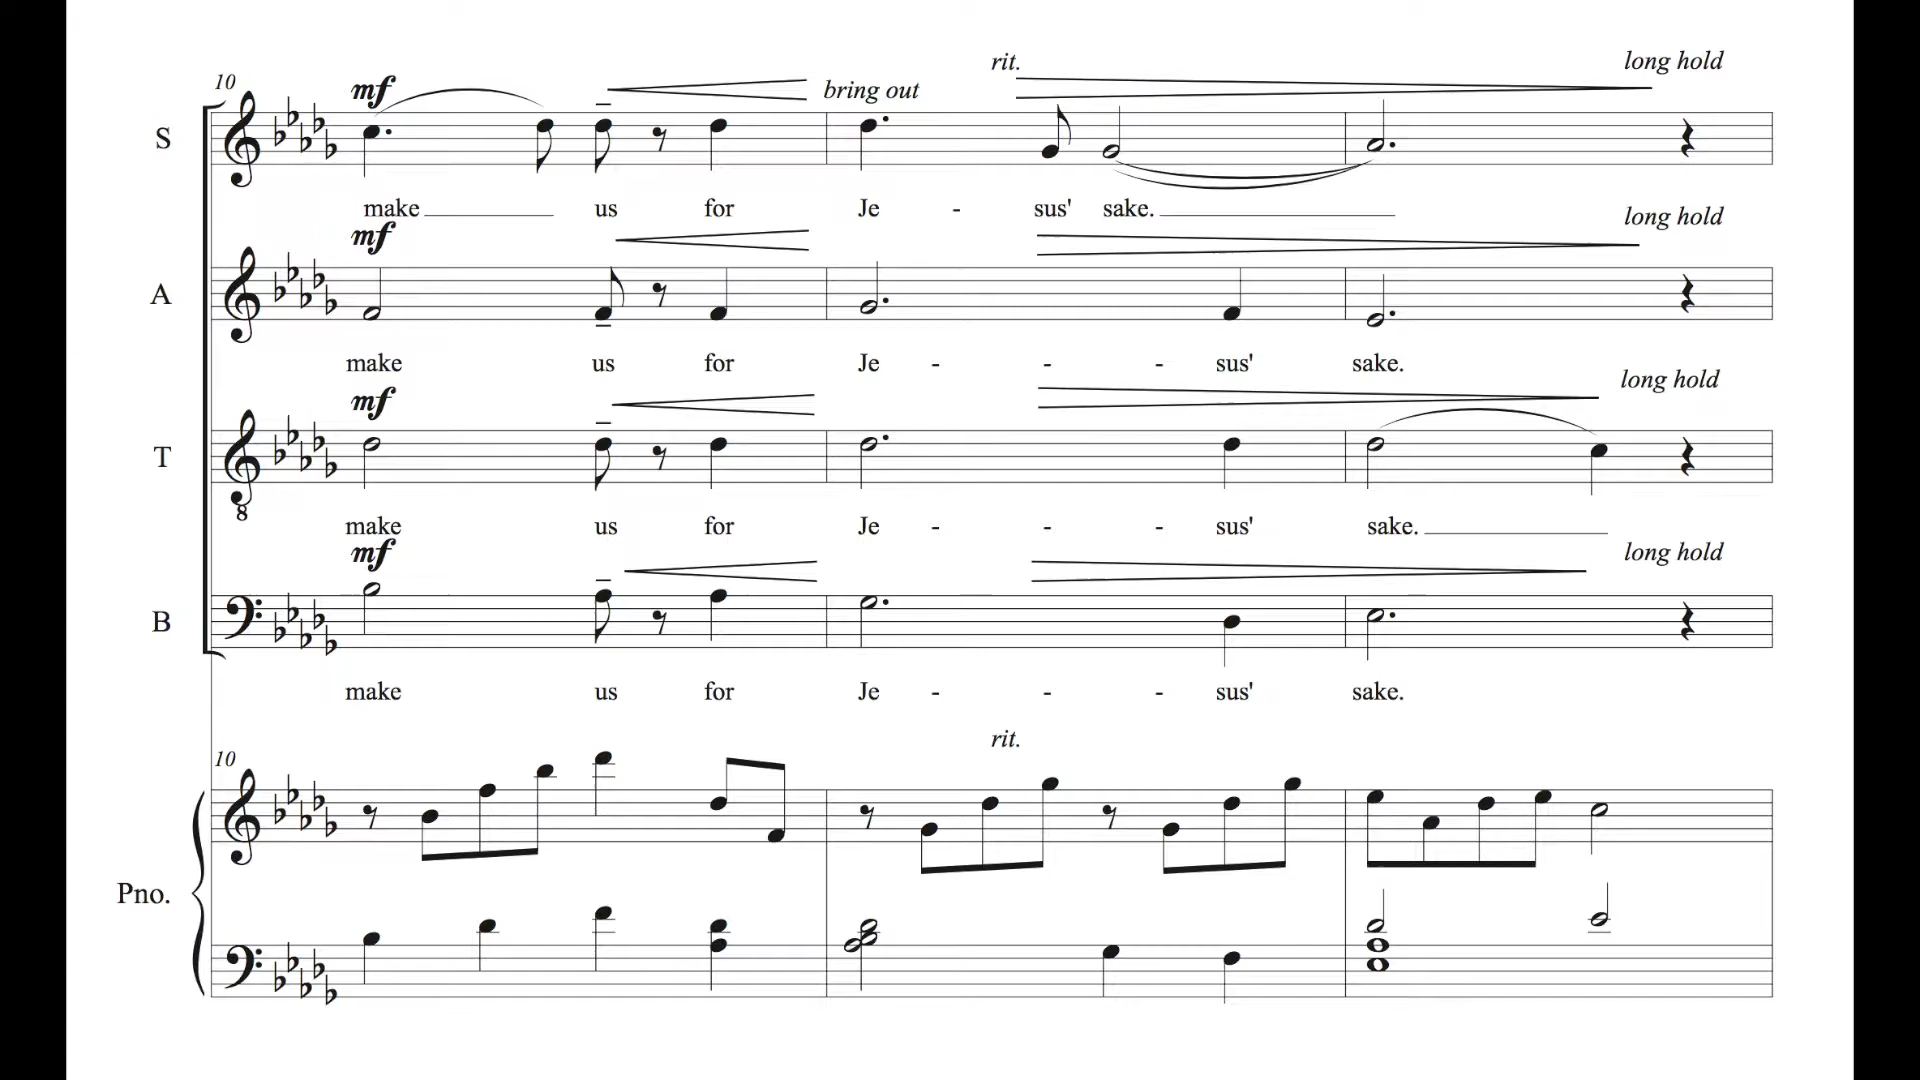 rit.
long hold
10
mf
bring out
S
make us for Je - sus' sake.
long hold
mf
A
make us for Je - - - sus' sake.
long hold
mf
T
8
make us for Je - - - sus' sake.
long hold
mf
B
make us for Je - - - sus' sake.
rit.
10
Pno.